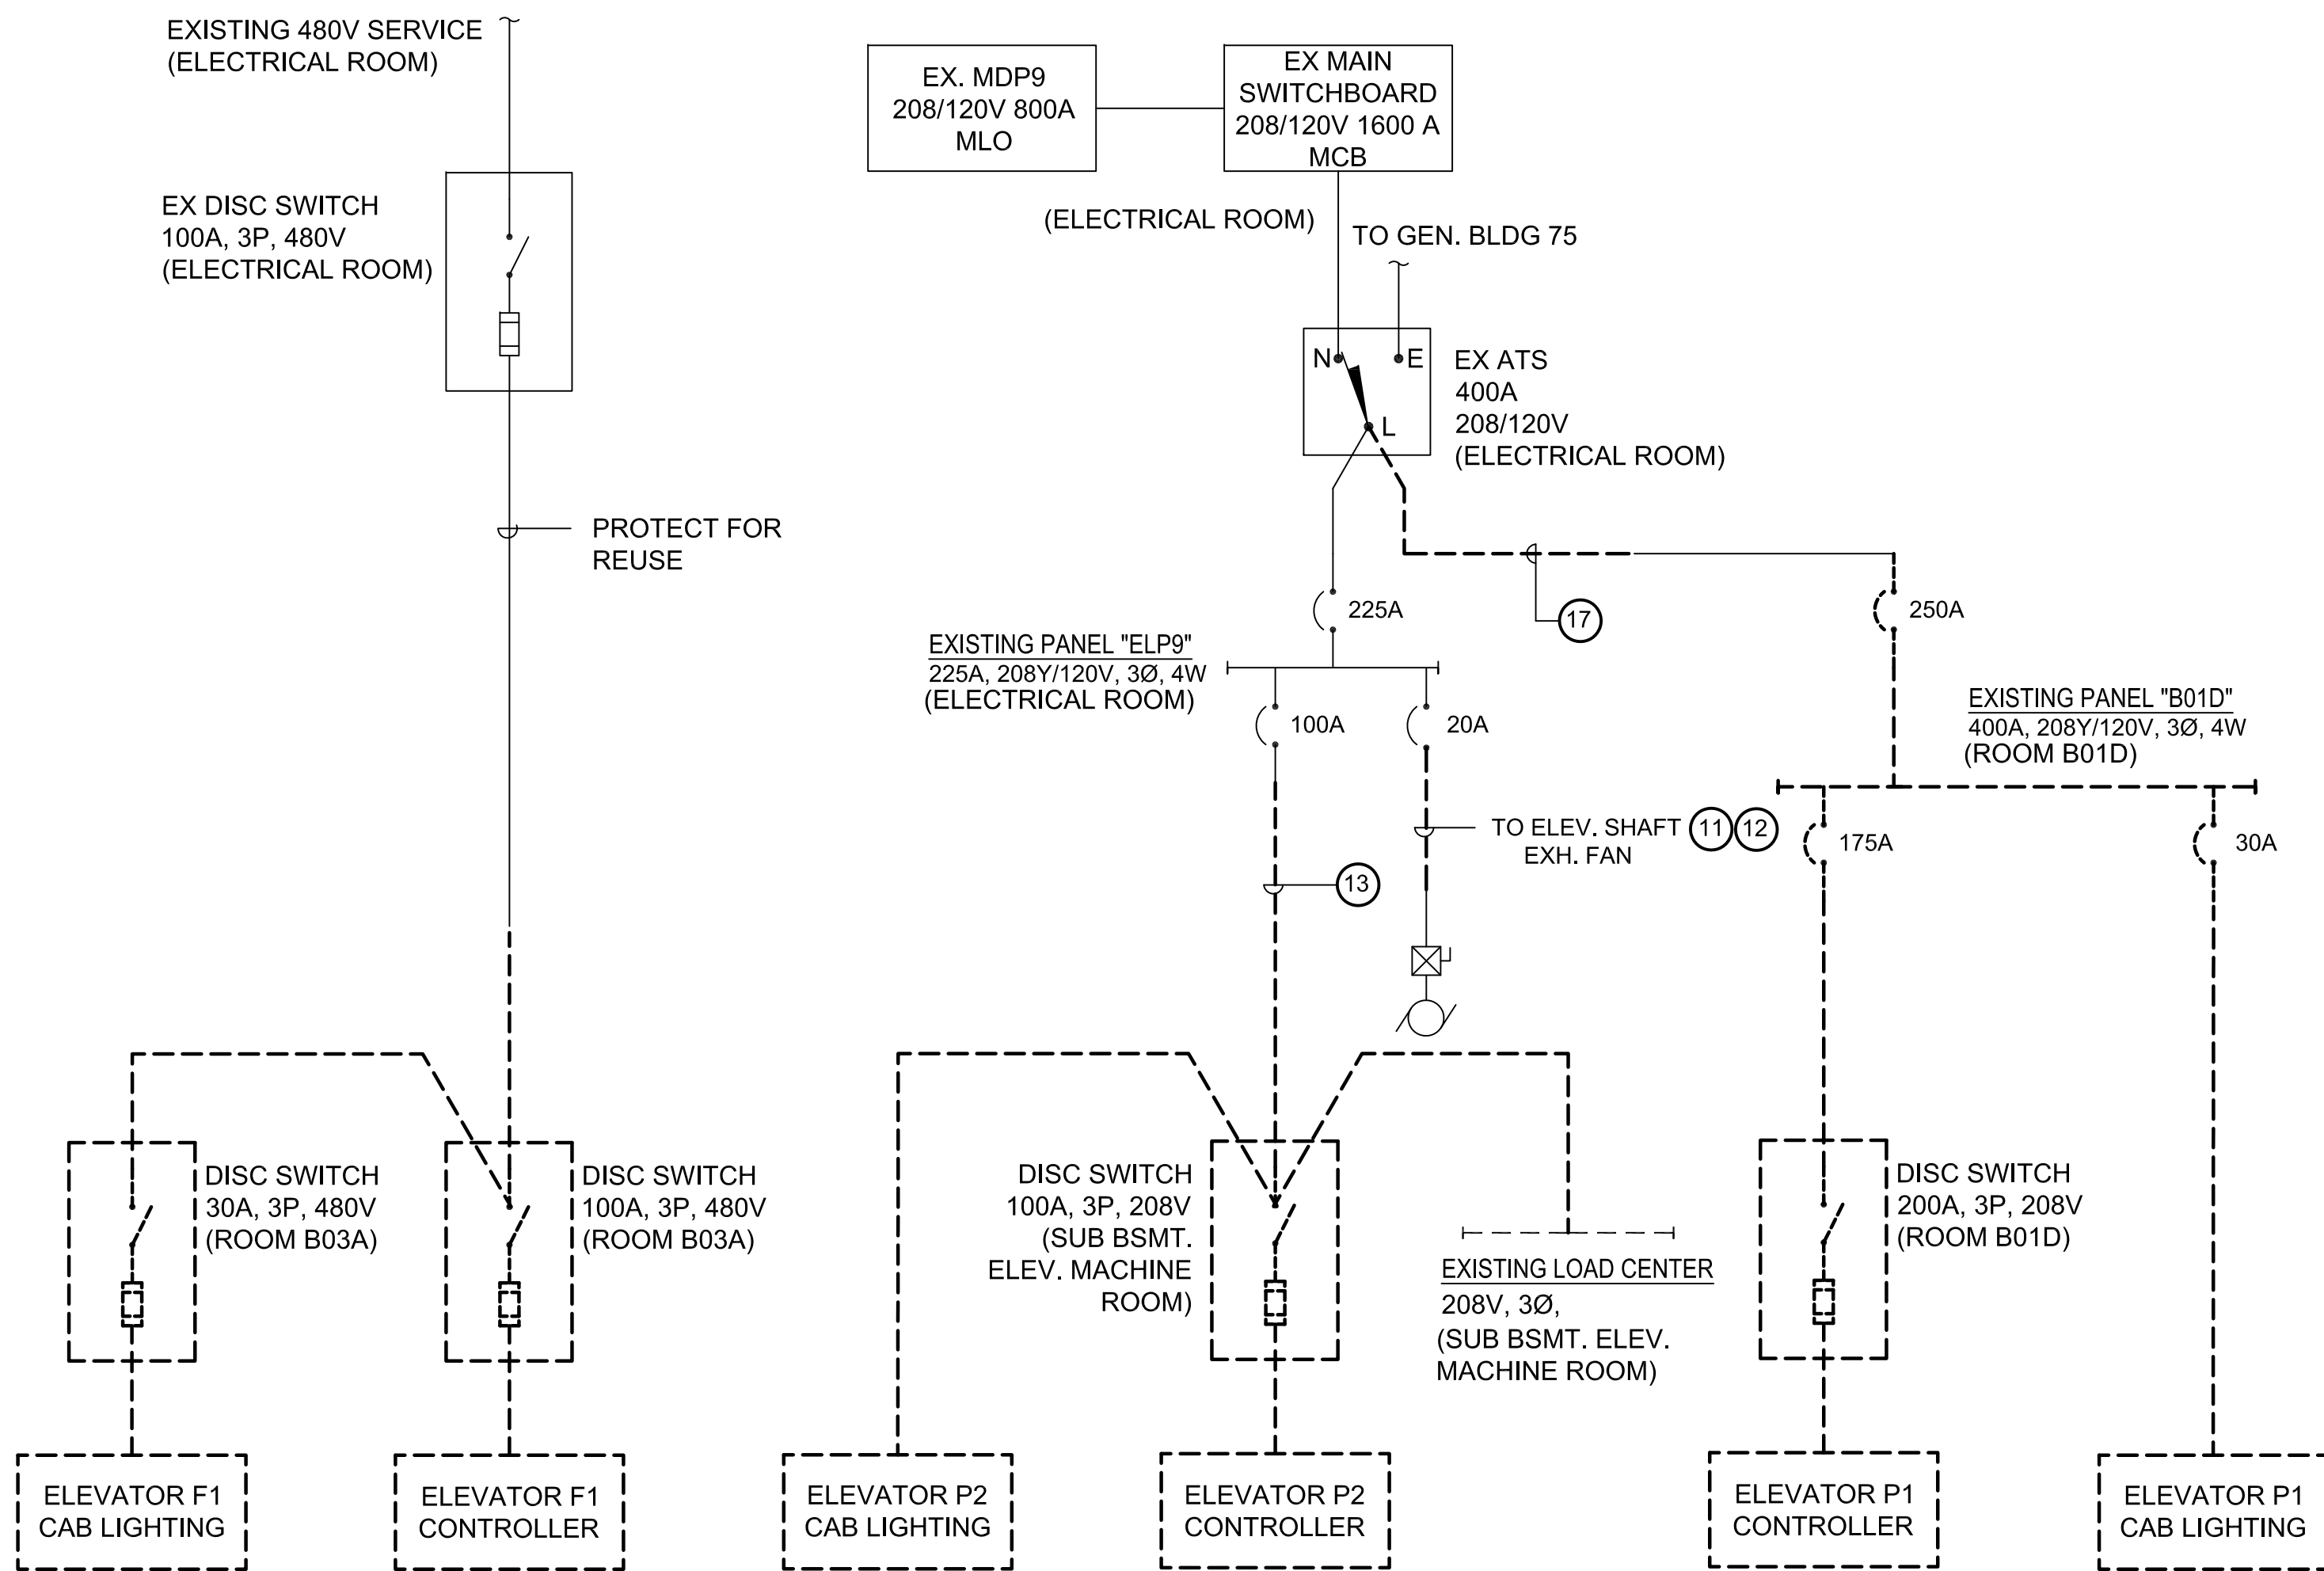 EXISTING 480V SERVICE
(ELECTRICAL ROOM)
EX DISC SWITCH
100A, 3P, 480V
(ELECTRICAL ROOM)
PROTECT FOR
REUSE
EX. MDP9
208/120V 800A
MLO
EX MAIN
SWITCHBOARD
208/120V 1600 A
MCB
(ELECTRICAL ROOM)
TO GEN. BLDG 75
N
E
L
EX ATS
400A
208/120V
(ELECTRICAL ROOM)
225A
17
250A
EXISTING PANEL "ELP9"
225A, 208Y/120V, 3Ø, 4W
(ELECTRICAL ROOM)
100A
20A
EXISTING PANEL "B01D"
400A, 208Y/120V, 3Ø, 4W
(ROOM B01D)
TO ELEV. SHAFT 11 12
EXH. FAN
13
175A
30A
DISC SWITCH
30A, 3P, 480V
(ROOM B03A)
DISC SWITCH
100A, 3P, 480V
(ROOM B03A)
DISC SWITCH
100A, 3P, 208V
(SUB BSMT.
ELEV. MACHINE
ROOM)
EXISTING LOAD CENTER
208V, 3Ø,
(SUB BSMT. ELEV.
MACHINE ROOM)
DISC SWITCH
200A, 3P, 208V
(ROOM B01D)
ELEVATOR F1
CAB LIGHTING
ELEVATOR F1
CONTROLLER
ELEVATOR P2
CAB LIGHTING
ELEVATOR P2
CONTROLLER
ELEVATOR P1
CONTROLLER
ELEVATOR P1
CAB LIGHTING